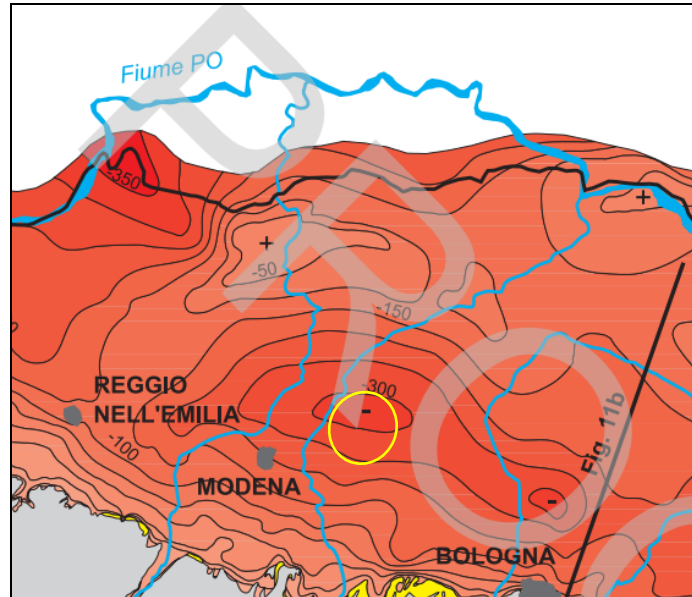 Fiume PO
-350
+
+
-50
-150
-300
-
REGGIO
NELL'EMILIA
-100
MODENA
Fig. 11b
-
BOLOGNA